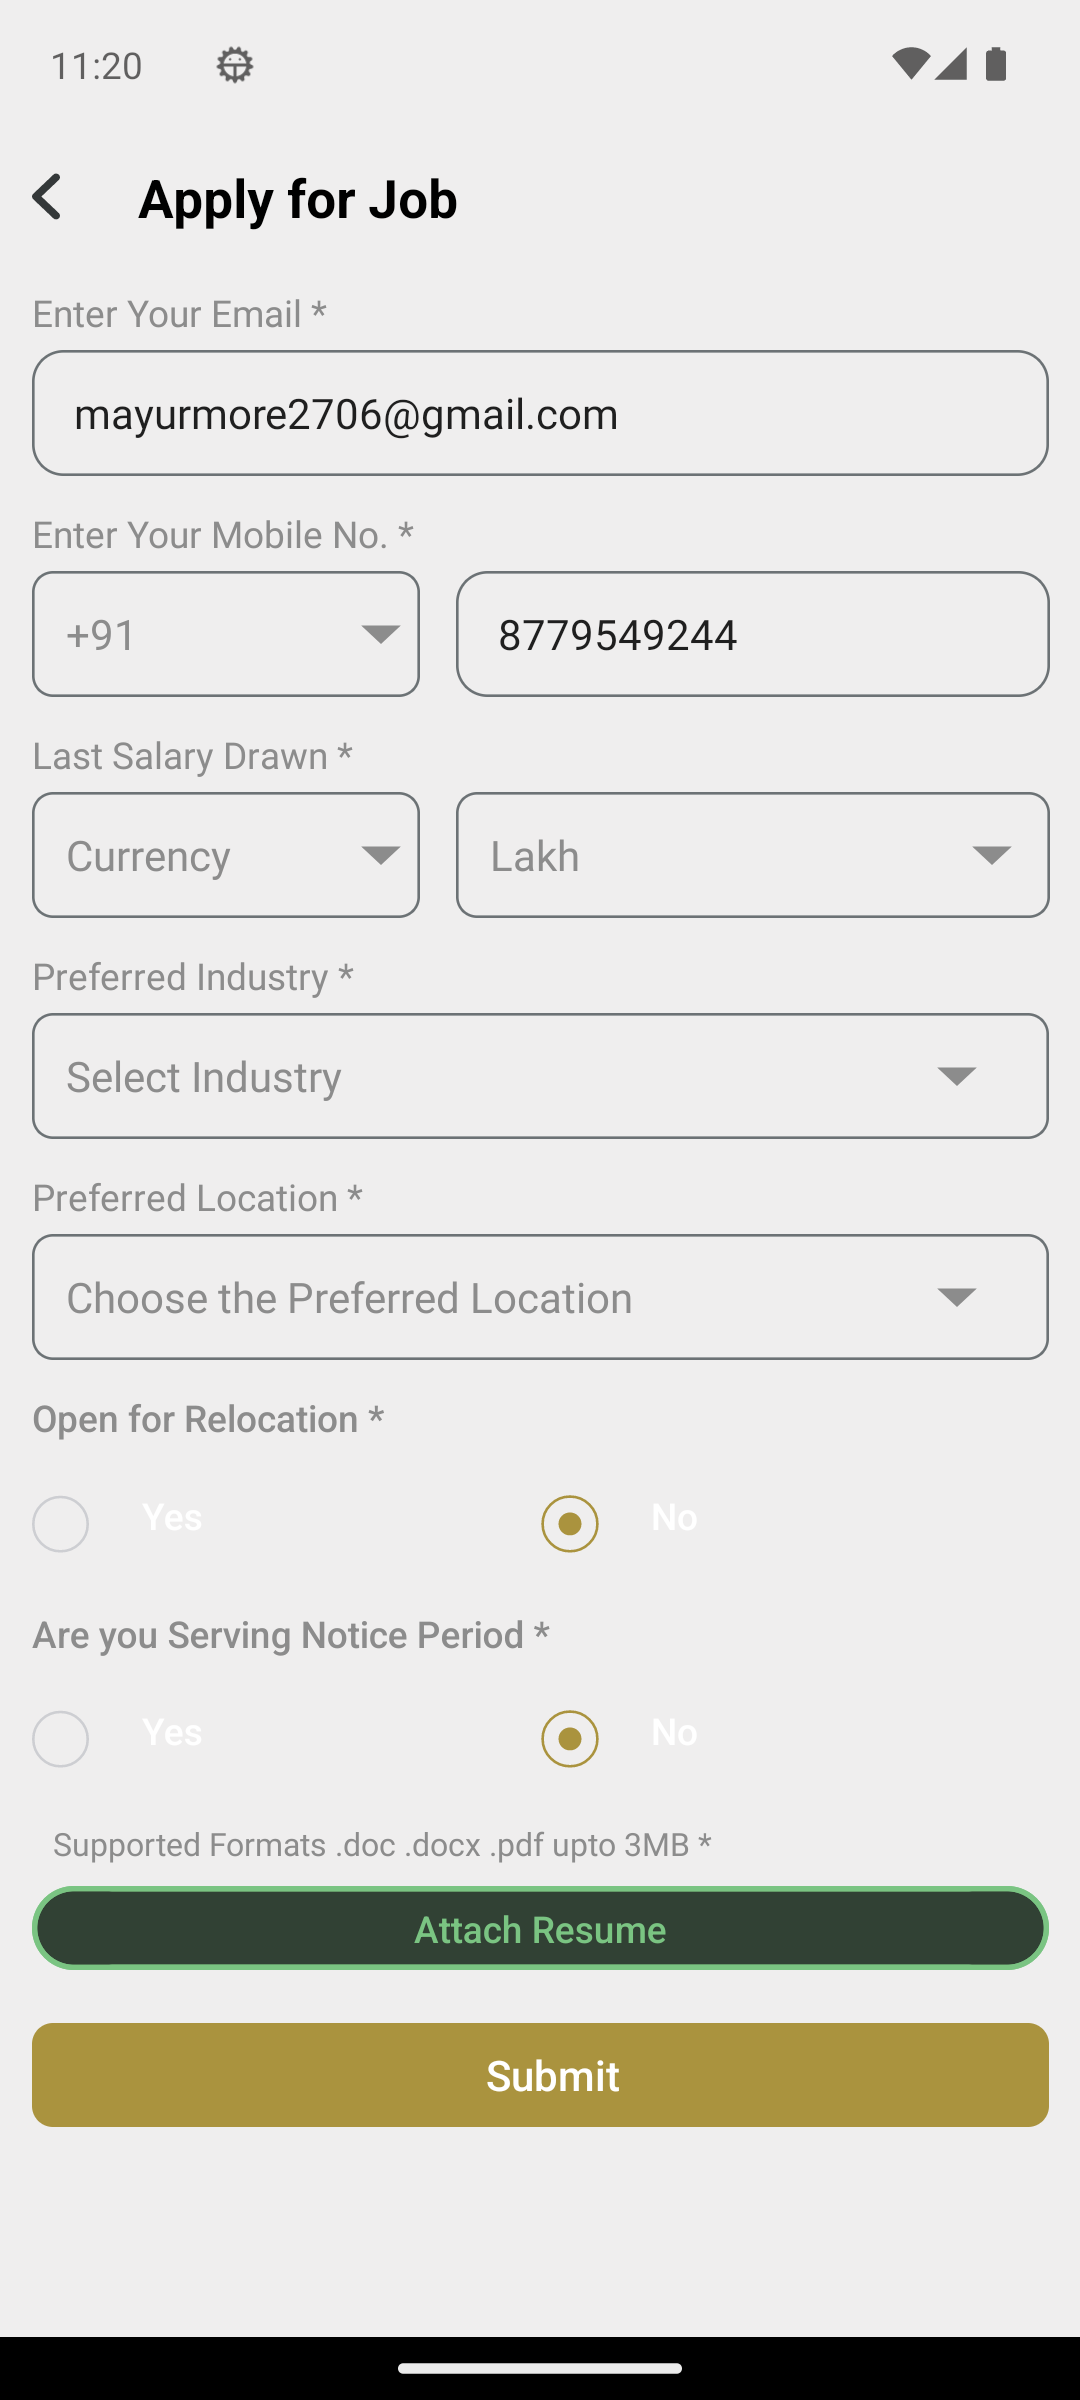 11:20
Apply for Job
Enter Your Email *
mayurmore2706@gmail.com
Enter Your Mobile No. *
+91 8779549244
Last Salary Drawn *
Currency Lakh
Preferred Industry *
Select Industry
Preferred Location *
Choose the Preferred Location
Open for Relocation *
Yes No
Are you Serving Notice Period *
Yes No
Supported Formats .doc .docx .pdf upto 3MB *
Attach Resume
Submit